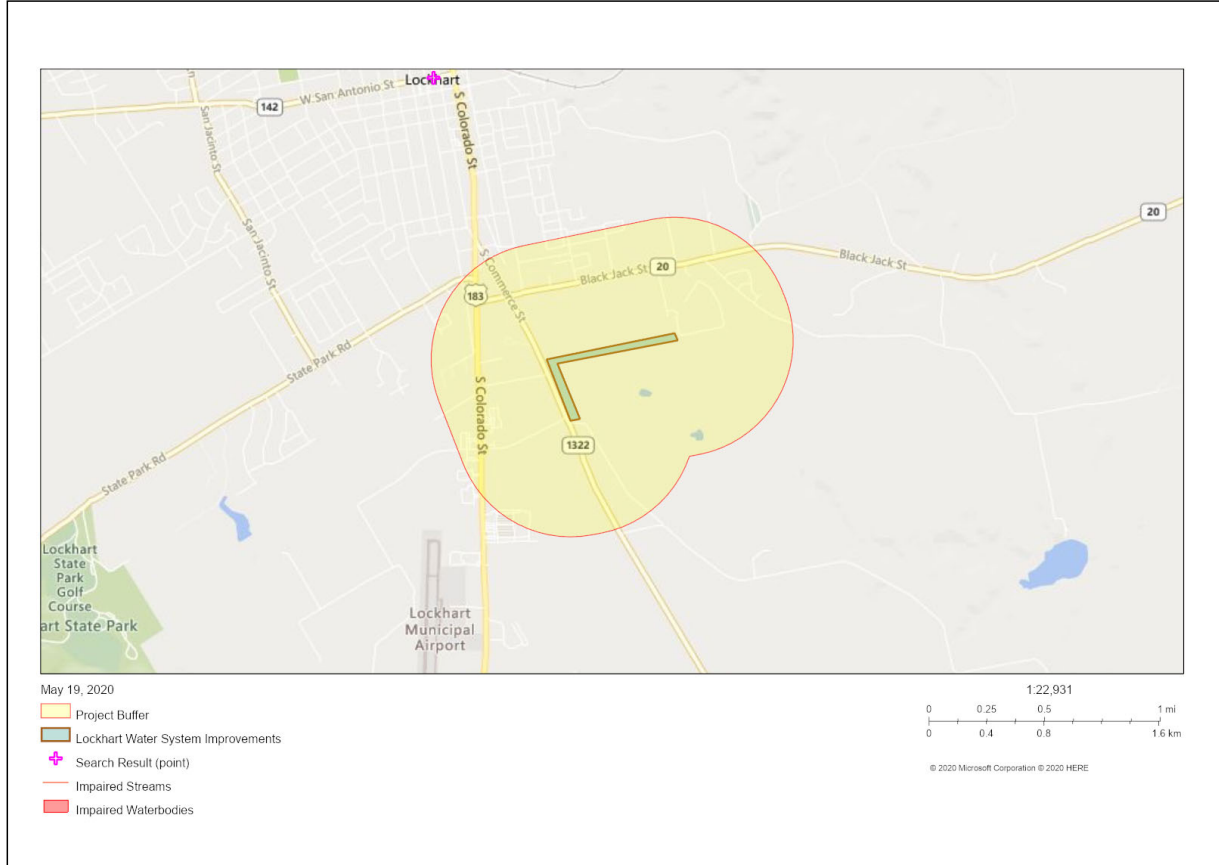 Lockhart
W San Antonio St
142
S Colorado St
San Jacinto St
San Jacinto St
20
Black Jack St
20
Black Jack St
S Commerce St
183
State Park Rd
S Colorado St
1322
State Park Rd
Lockhart
State
Park
Golf
Course
art State Park
Lockhart
Municipal
Airport
May 19, 2020
Project Buffer
Lockhart Water System Improvements
Search Result (point)
Impaired Streams
Impaired Waterbodies
1:22,931
0 0.25 0.5 1 mi
0 0.4 0.8 1.6 km
© 2020 Microsoft Corporation © 2020 HERE